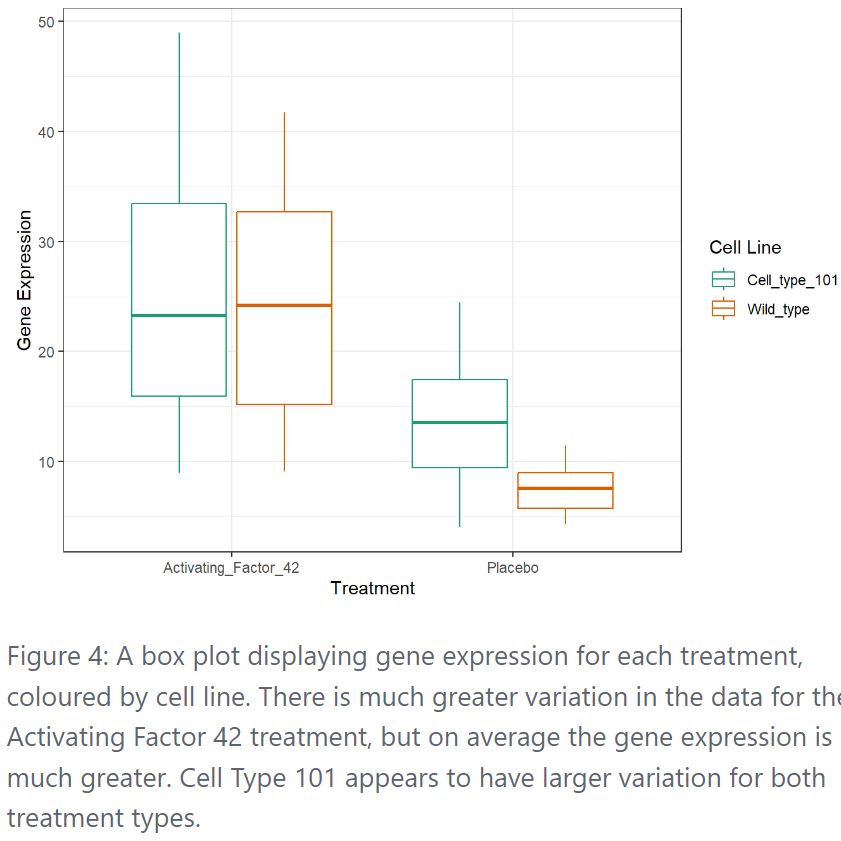 50
40
30
20
10
Gene Expression
Activating_Factor_42
Placebo
Treatment
Cell Line
Cell_type_101
Wild_type
Figure 4: A box plot displaying gene expression for each treatment,
coloured by cell line. There is much greater variation in the data for the
Activating Factor 42 treatment, but on average the gene expression is
much greater. Cell Type 101 appears to have larger variation for both
treatment types.